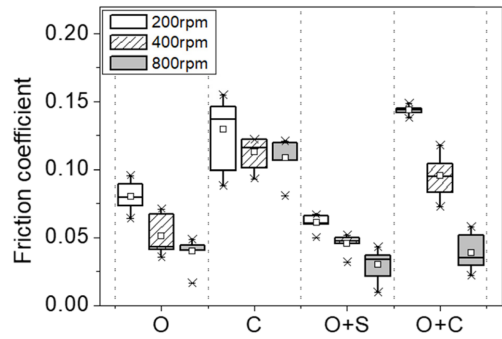 0.20
0.15
0.10
0.05
0.00
Friction coefficient
200rpm
400rpm
800rpm
O C O+S O+C